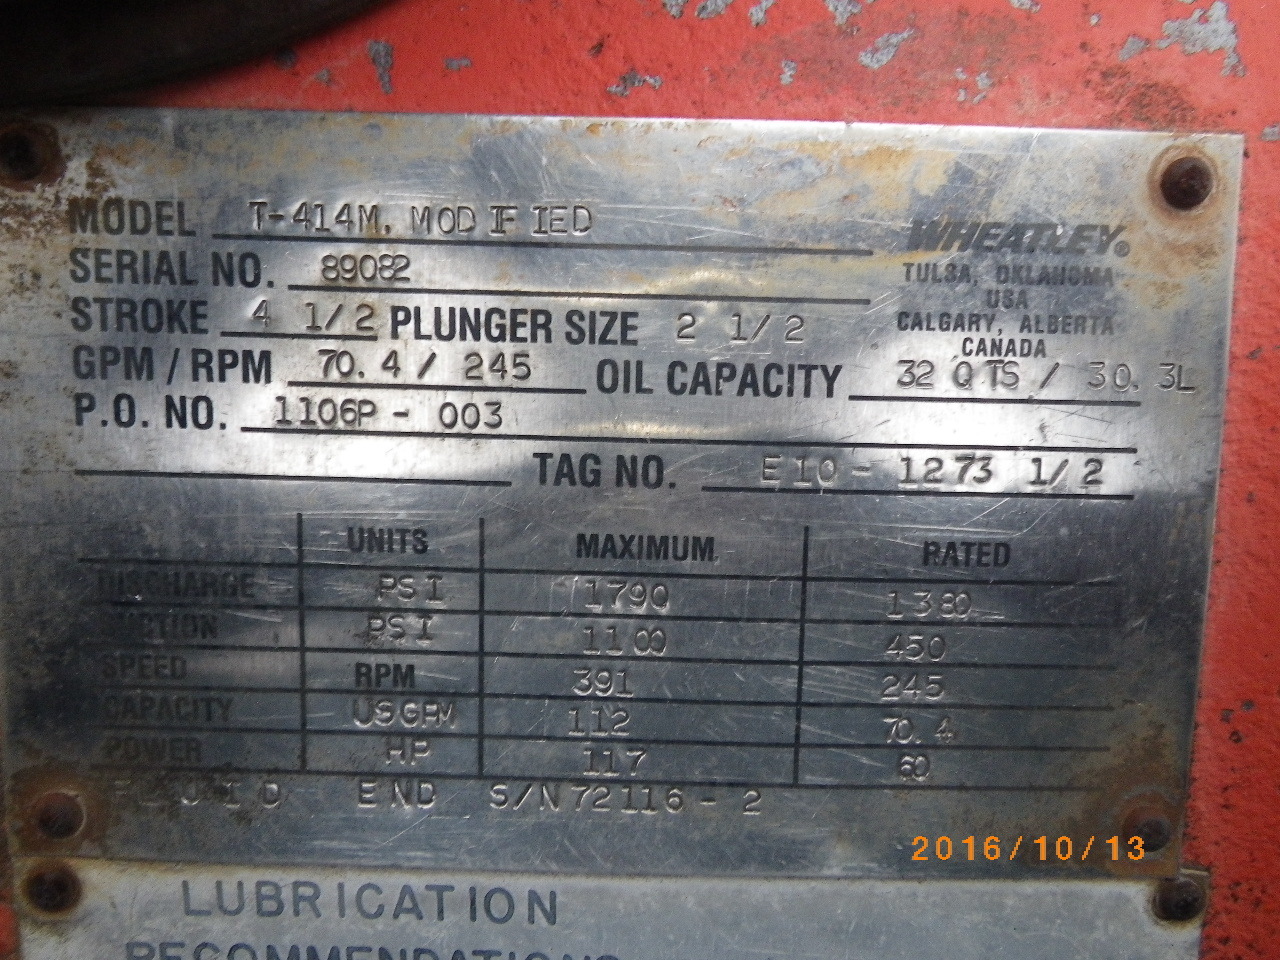 MODEL T-414M. MODIFIED
WHEATLEY®
SERIAL NO. 89082
TULSA, OKLAHOMA
USA
STROKE 4 1/2 PLUNGER SIZE 2 1/2
CALGARY, ALBERTA
CANADA
GPM / RPM 70.4 / 245 OIL CAPACITY 32 QTS / 30.3L
P.O. NO. 1106P - 003
TAG NO. E10 - 1273 1/2
UNITS MAXIMUM RATED
DISCHARGE PSI 1790 1380
SUCTION PSI 1100 450
SPEED RPM 391 245
CAPACITY USGPM 112 70.4
POWER HP 117 60
FLUID END S/N 72116 - 2
2016/10/13
LUBRICATION
RECOMMENDATIONS